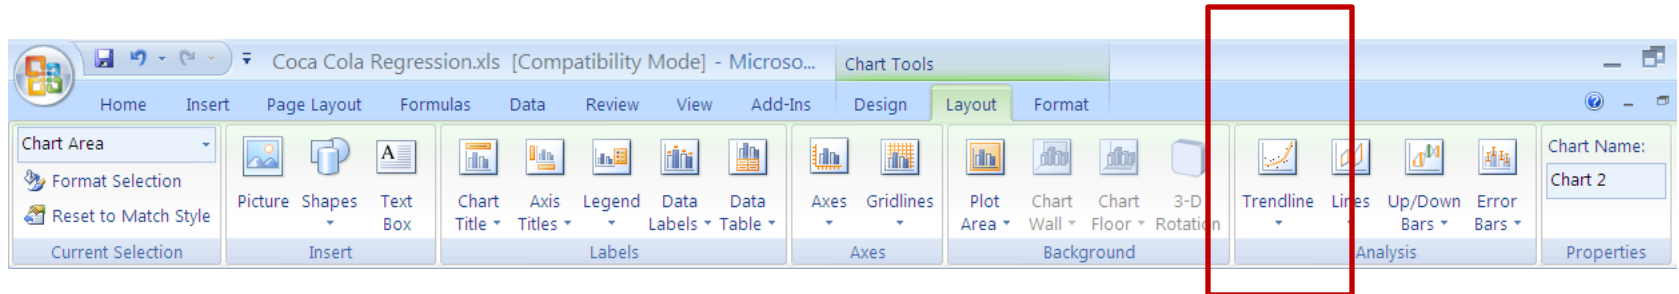 Coca Cola Regression.xls [Compatibility Mode] - Microso... Chart Tools
Home Insert Page Layout Formulas Data Review View Add-Ins Design Layout Format
Chart Area
Format Selection
Reset to Match Style
Current Selection
Picture Shapes Text Box
Insert
Chart Title Axis Titles Legend Data Labels Data Table
Labels
Axes Gridlines
Axes
Plot Area Chart Wall Chart Floor 3-D Rotation
Background
Trendline Lines Up/Down Bars Error Bars
Analysis
Chart Name:
Chart 2
Properties